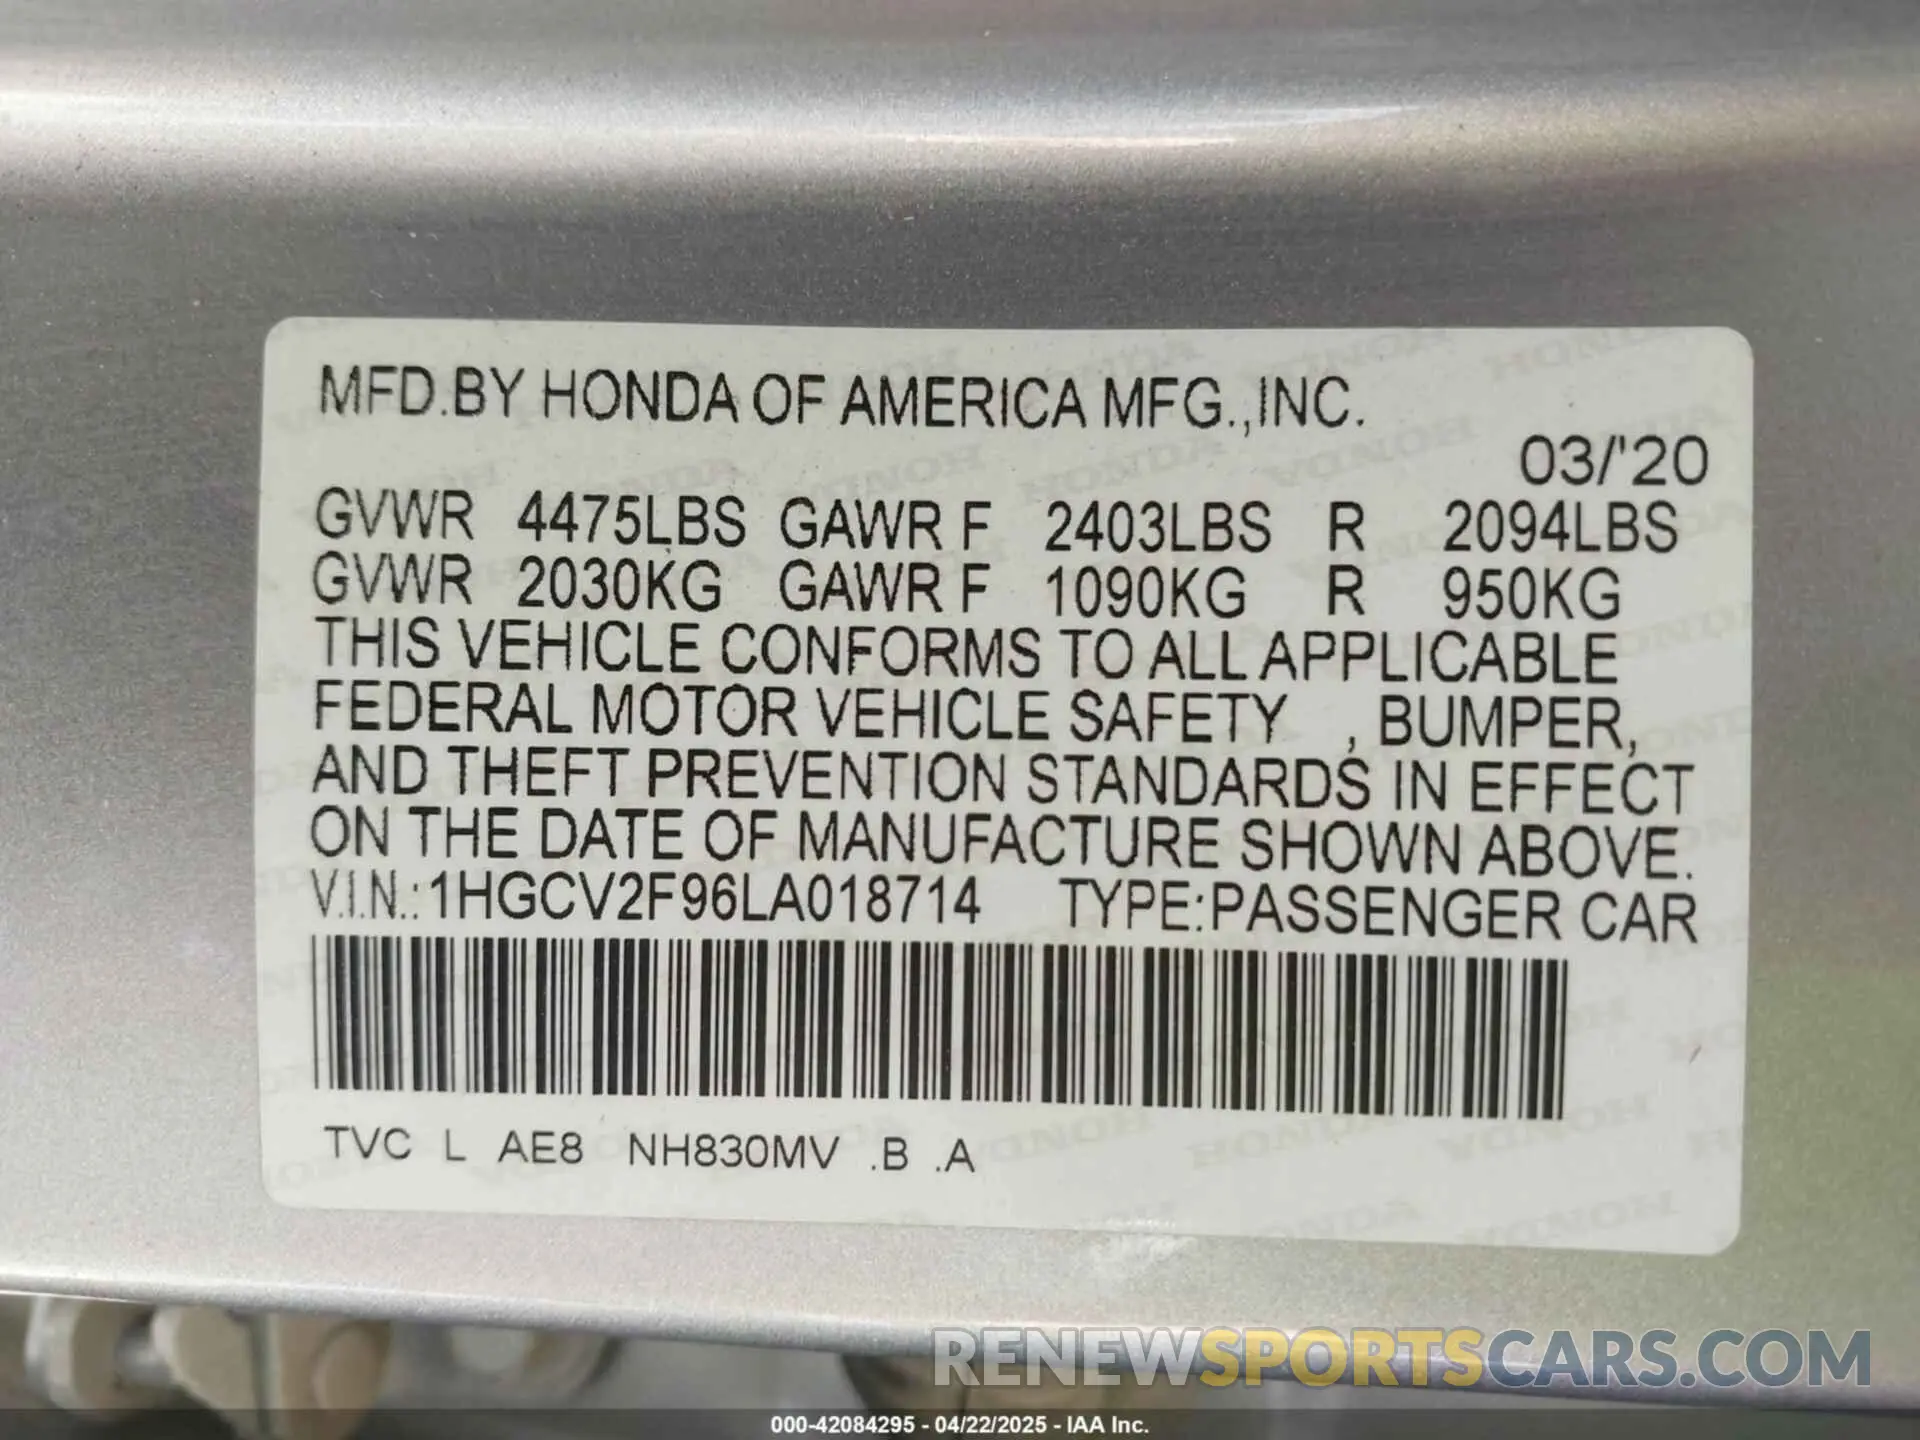 MFD.BY HONDA OF AMERICA MFG.,INC.
03/'20
GVWR 4475LBS GAWR F 2403LBS R 2094LBS
GVWR 2030KG GAWR F 1090KG R 950KG
THIS VEHICLE CONFORMS TO ALL APPLICABLE
FEDERAL MOTOR VEHICLE SAFETY , BUMPER,
AND THEFT PREVENTION STANDARDS IN EFFECT
ON THE DATE OF MANUFACTURE SHOWN ABOVE.
V.I.N.: 1HGCV2F96LA018714 TYPE:PASSENGER CAR
TVC L AE8 NH830MV .B .A
RENEWSPORTSCARS.COM
000-42084295 - 04/22/2025 - IAA Inc.